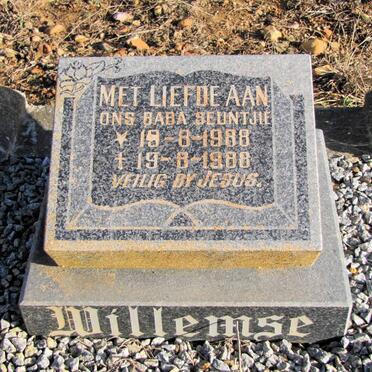 MET LIEFDE AAN
ONS BABA SEUNTJIE
★ 19-8-1988
† 19-8-1988
VEILIG BY JESUS.
Willemse